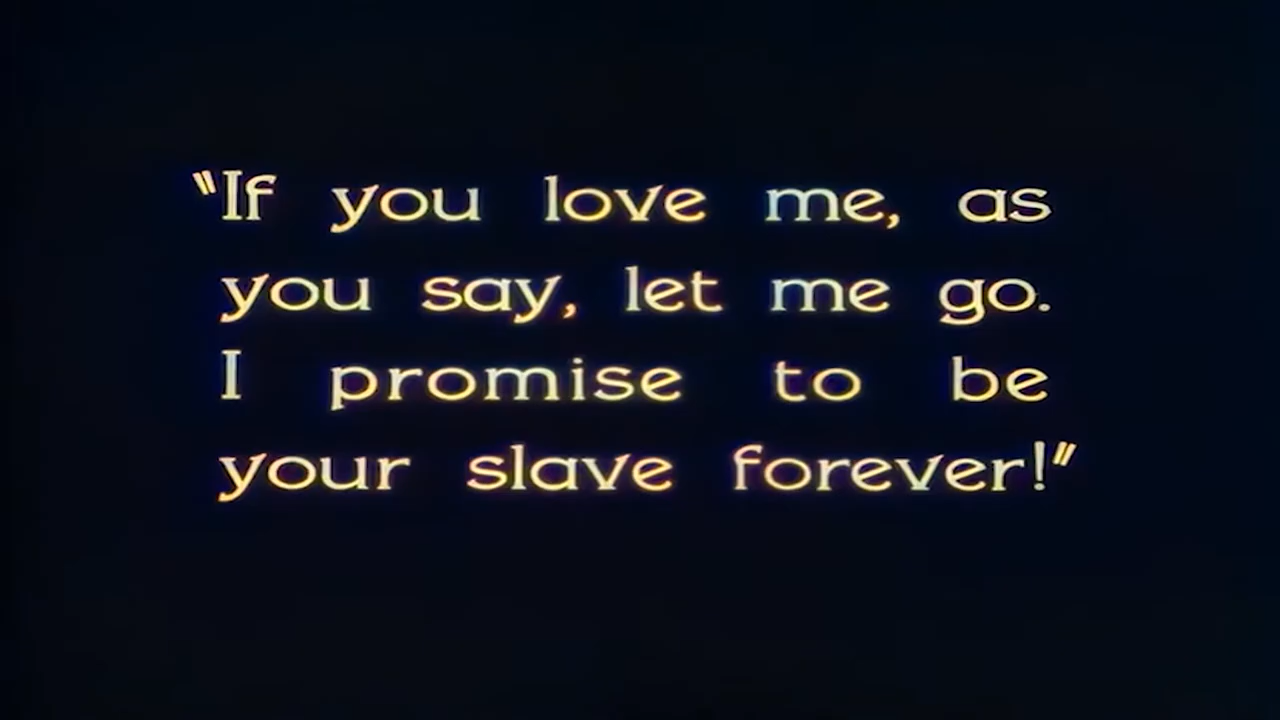 "If you love me, as
you say, let me go.
I promise to be
your slave forever!"